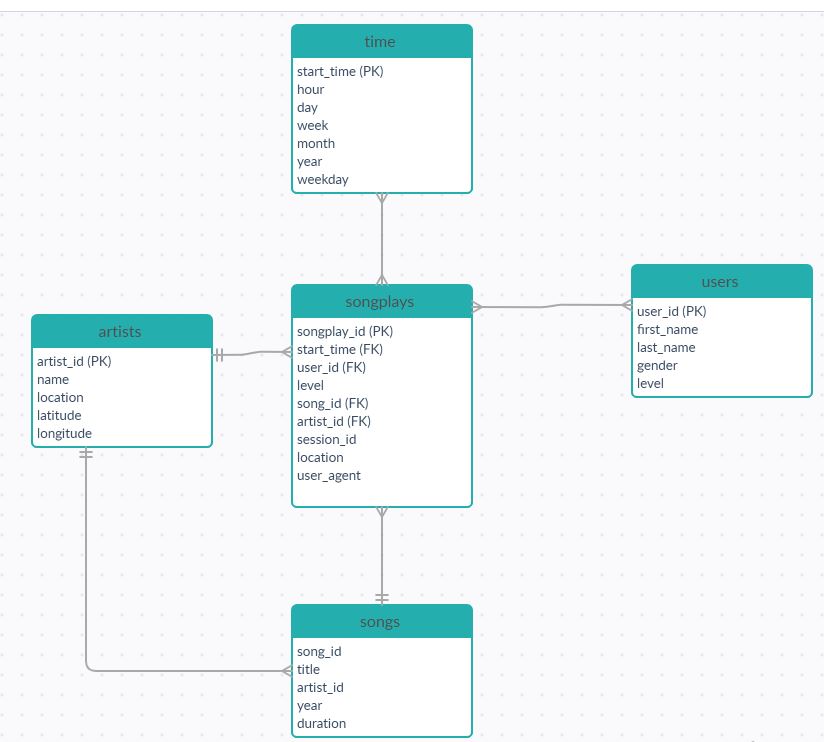 time
start_time (PK)
hour
day
week
month
year
weekday
users
user_id (PK)
first_name
last_name
gender
level
songplays
songplay_id (PK)
start_time (FK)
user_id (FK)
level
song_id (FK)
artist_id (FK)
session_id
location
user_agent
artists
artist_id (PK)
name
location
latitude
longitude
songs
song_id
title
artist_id
year
duration